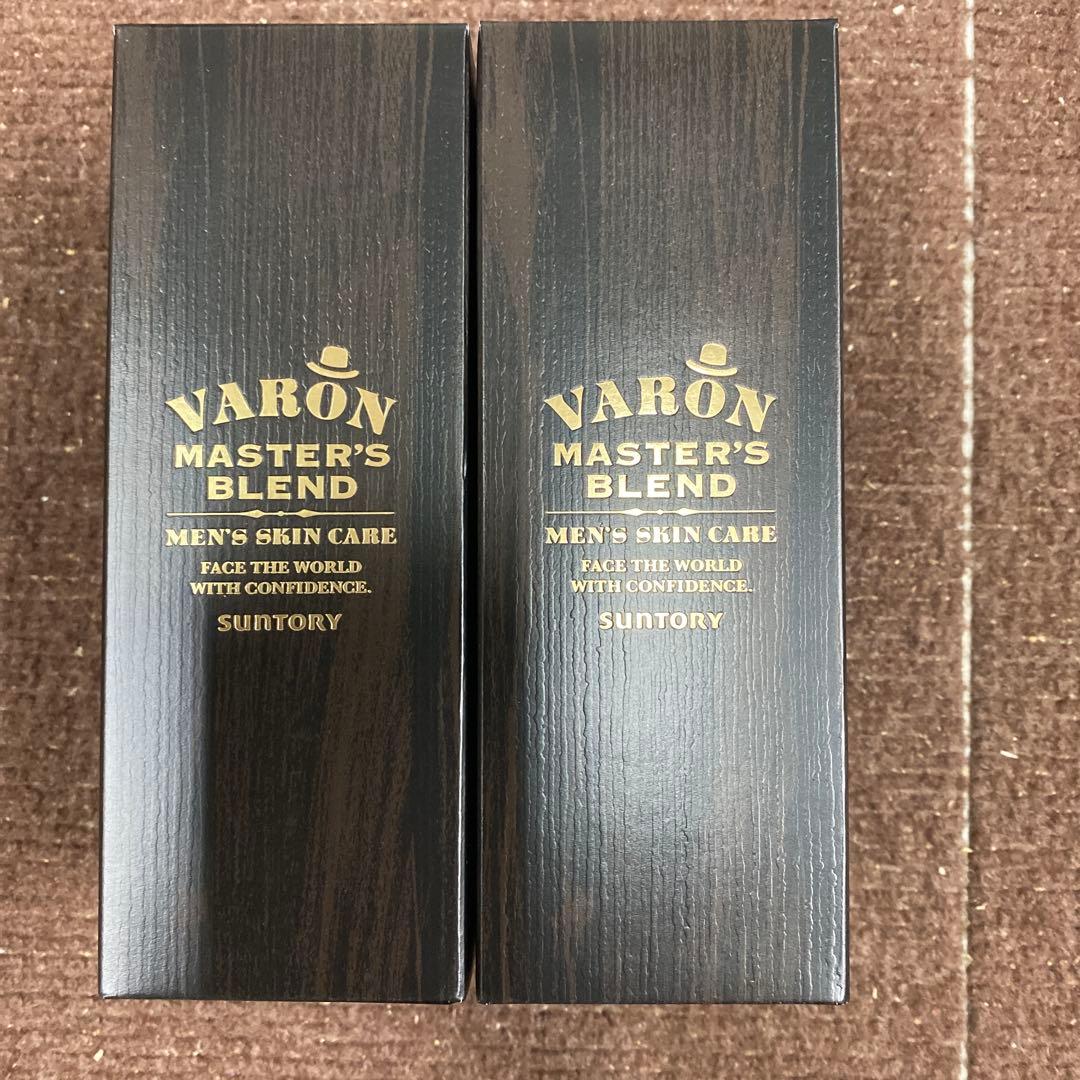 VARON
MASTER'S
BLEND
MEN'S SKIN CARE
FACE THE WORLD
WITH CONFIDENCE.
SUNTORY
VARON
MASTER'S
BLEND
MEN'S SKIN CARE
FACE THE WORLD
WITH CONFIDENCE.
SUNTORY